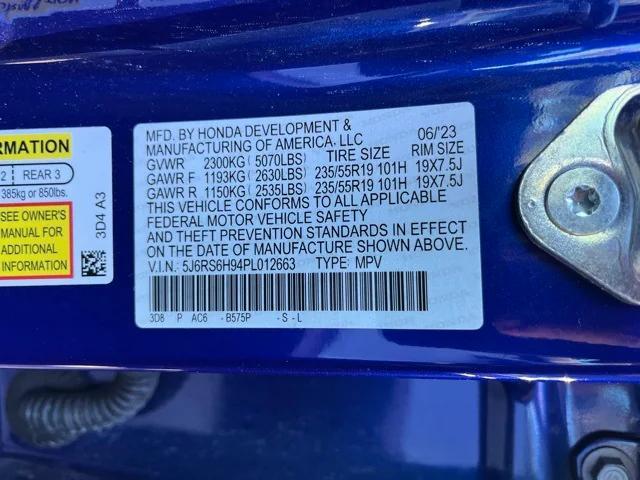 RMATION
2 REAR 3
385kg or 850lbs.
SEE OWNER'S
MANUAL FOR
ADDITIONAL
INFORMATION
3D4 A3
MFD. BY HONDA DEVELOPMENT & 06/'23
MANUFACTURING OF AMERICA, LLC
GVWR 2300KG (5070LBS) TIRE SIZE RIM SIZE
GAWR F 1193KG (2630LBS) 235/55R19 101H 19X7.5J
GAWR R 1150KG (2535LBS) 235/55R19 101H 19X7.5J
THIS VEHICLE CONFORMS TO ALL APPLICABLE
FEDERAL MOTOR VEHICLE SAFETY
AND THEFT PREVENTION STANDARDS IN EFFECT
ON THE DATE OF MANUFACTURE SHOWN ABOVE.
V.I.N.: 5J6RS6H94PL012663 TYPE: MPV
3D8 P AC6 - B575P - S - L